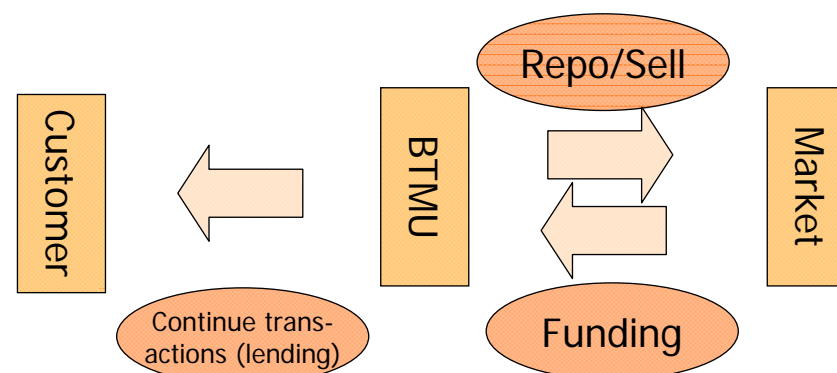 Repo/Sell
Customer
BTMU
Market
Continue trans-
actions (lending)
Funding